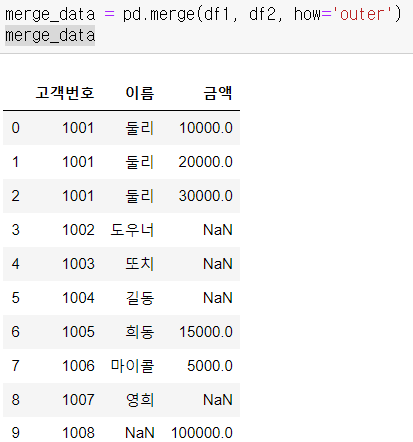 merge_data = pd.merge(df1, df2, how='outer')
merge_data
고객번호 이름 금액
0 1001 둘리 10000.0
1 1001 둘리 20000.0
2 1001 둘리 30000.0
3 1002 도우너 NaN
4 1003 또치 NaN
5 1004 길동 NaN
6 1005 희동 15000.0
7 1006 마이콜 5000.0
8 1007 영희 NaN
9 1008 NaN 100000.0